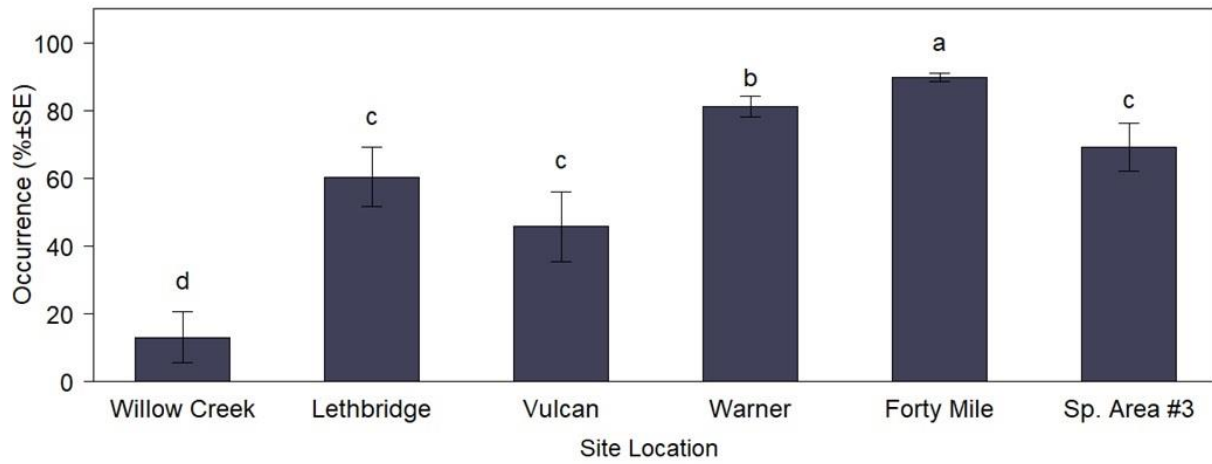 Occurrence (%±SE)
100
80
60
40
20
0
d
c
c
b
a
c
Willow Creek
Lethbridge
Vulcan
Warner
Forty Mile
Sp. Area #3
Site Location